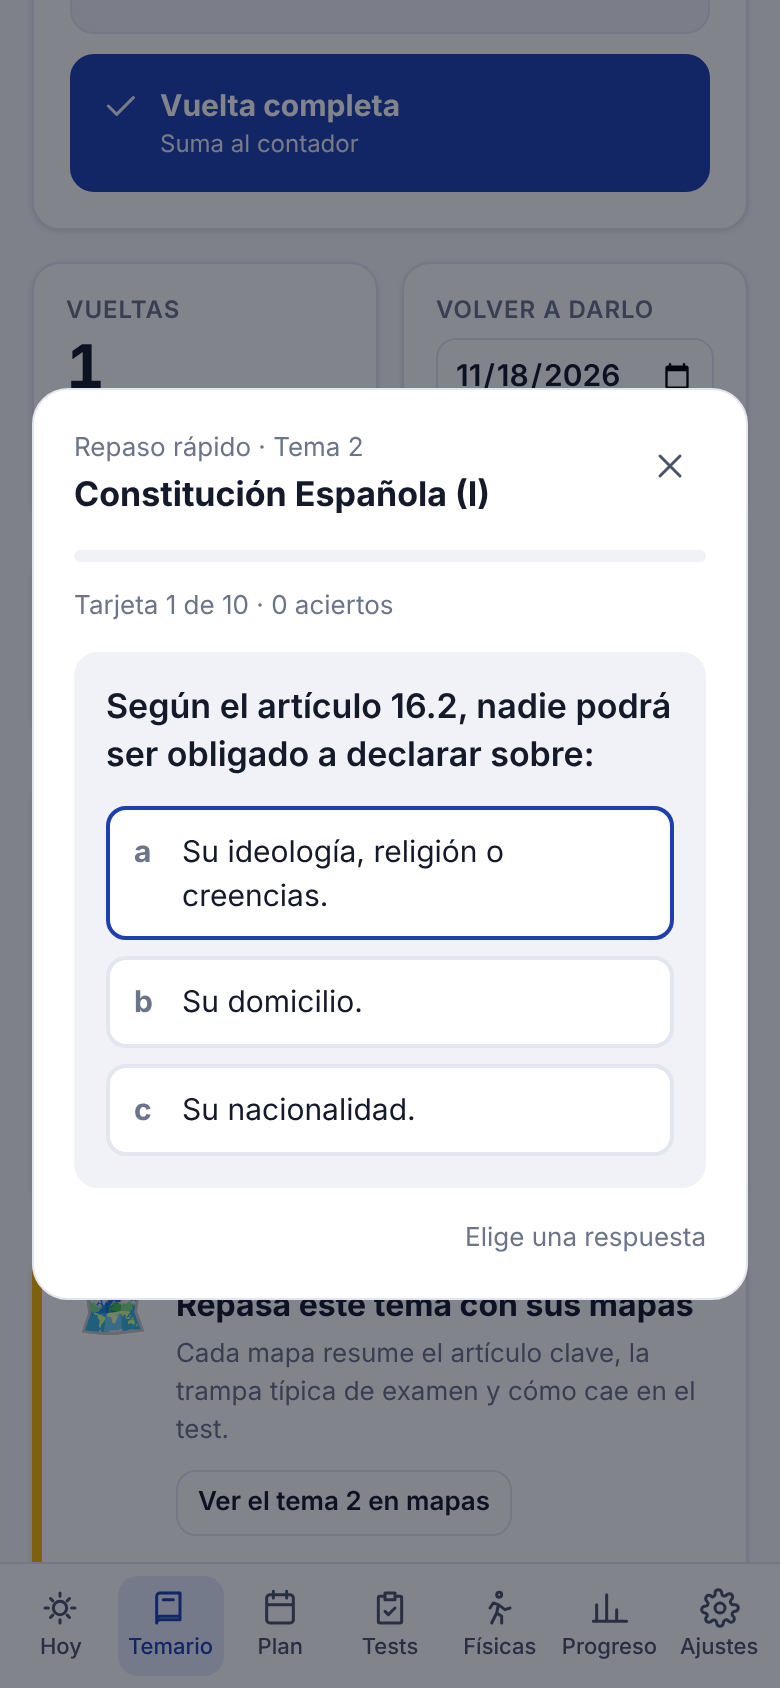 Vuelta completa
Suma al contador
VUELTAS
1
VOLVER A DARLO
11/18/2026
Repaso rápido · Tema 2
Constitución Española (I)
Tarjeta 1 de 10 · 0 aciertos
Según el artículo 16.2, nadie podrá
ser obligado a declarar sobre:
a Su ideología, religión o
creencias.
b Su domicilio.
c Su nacionalidad.
Elige una respuesta
Repasa este tema con sus mapas
Cada mapa resume el artículo clave, la
trampa típica de examen y cómo cae en el
test.
Ver el tema 2 en mapas
Hoy
Temario
Plan
Tests
Físicas
Progreso
Ajustes